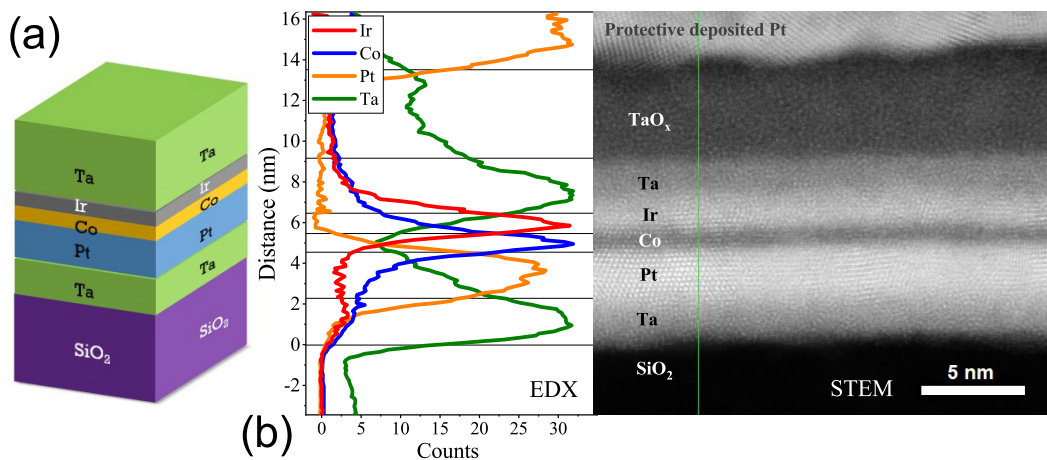 (a)
Ta
Ta
Ir
Ir
Co
Co
Pt
Pt
Ta
Ta
SiO₂
SiO₂
(b)
16
14
12
10
8
6
4
2
0
-2
Distance (nm)
Ir
Co
Pt
Ta
EDX
0 5 10 15 20 25 30
Counts
Protective deposited Pt
TaOₓ
Ta
Ir
Co
Pt
Ta
SiO₂
STEM
5 nm